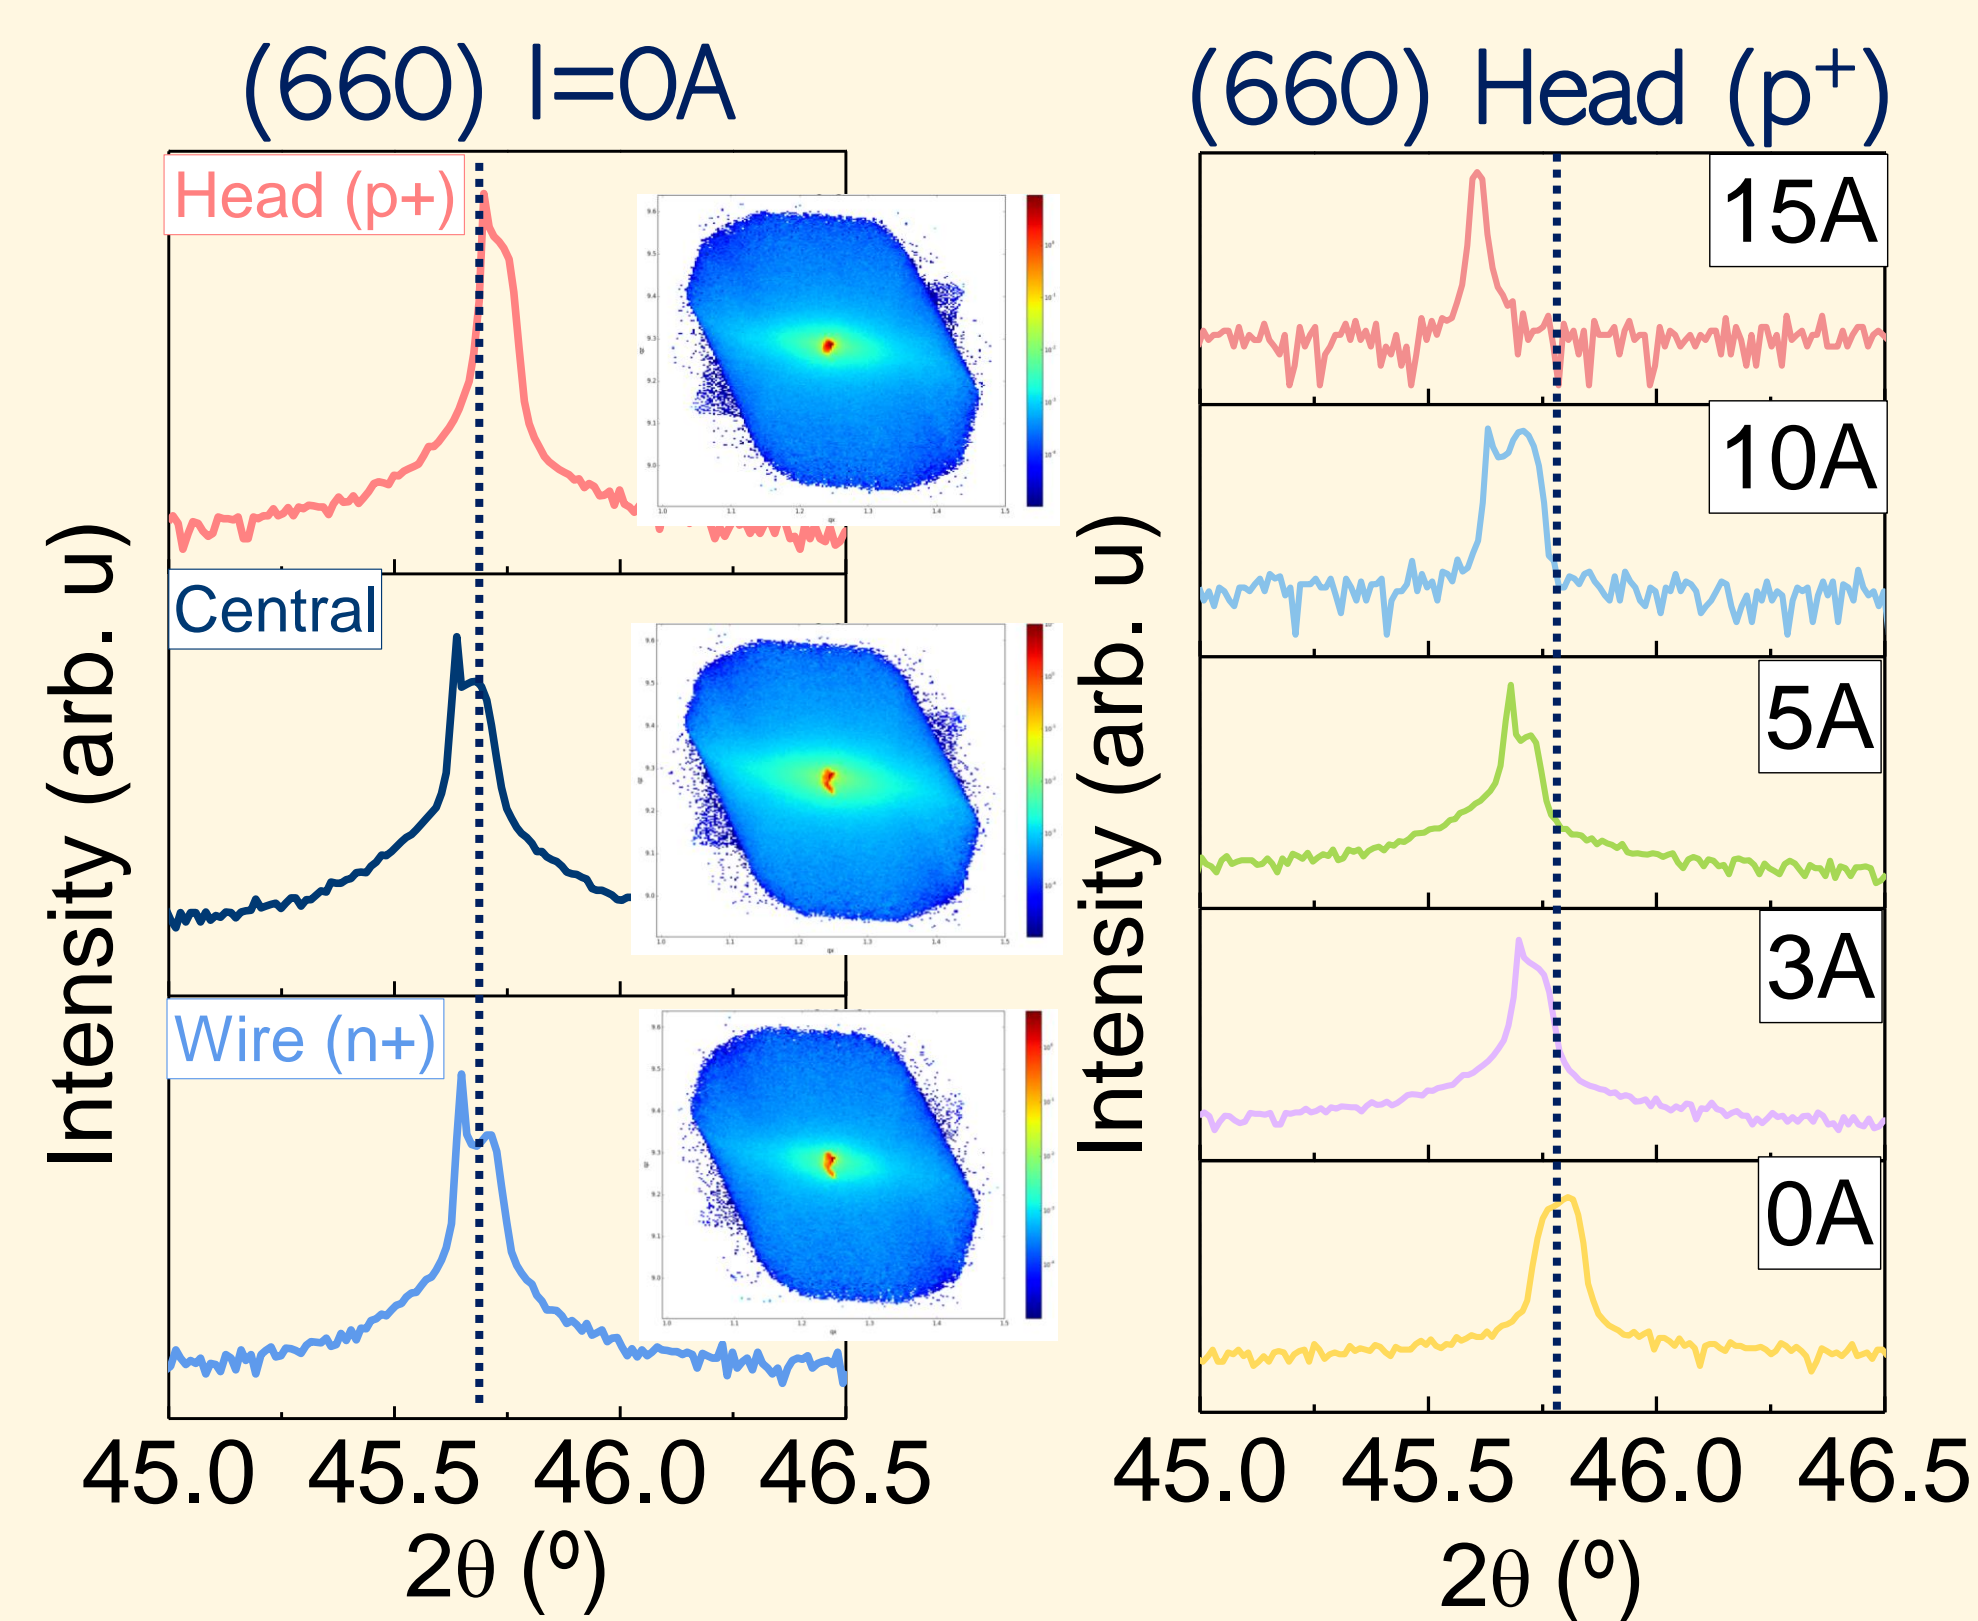 (660) I=0A
Head (p+)
Central
Wire (n+)
Intensity (arb. u)
45.0 45.5 46.0 46.5
2θ (º)
(660) Head (p⁺)
15A
10A
5A
3A
0A
Intensity (arb. u)
45.0 45.5 46.0 46.5
2θ (º)